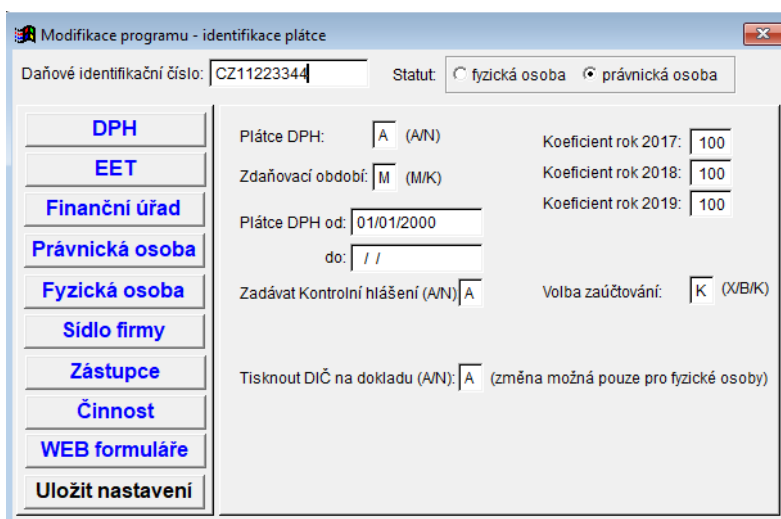 Modifikace programu - identifikace plátce
Daňové identifikační číslo: CZ11223344 Statut: fyzická osoba právnická osoba
DPH
EET
Finanční úřad
Právnická osoba
Fyzická osoba
Sídlo firmy
Zástupce
Činnost
WEB formuláře
Uložit nastavení
Plátce DPH: A (A/N)
Zdaňovací období: M (M/K)
Plátce DPH od: 01/01/2000
do: / /
Zadávat Kontrolní hlášení (A/N) A
Koeficient rok 2017: 100
Koeficient rok 2018: 100
Koeficient rok 2019: 100
Volba zaúčtování: K (X/B/K)
Tisknout DIČ na dokladu (A/N): A (změna možná pouze pro fyzické osoby)